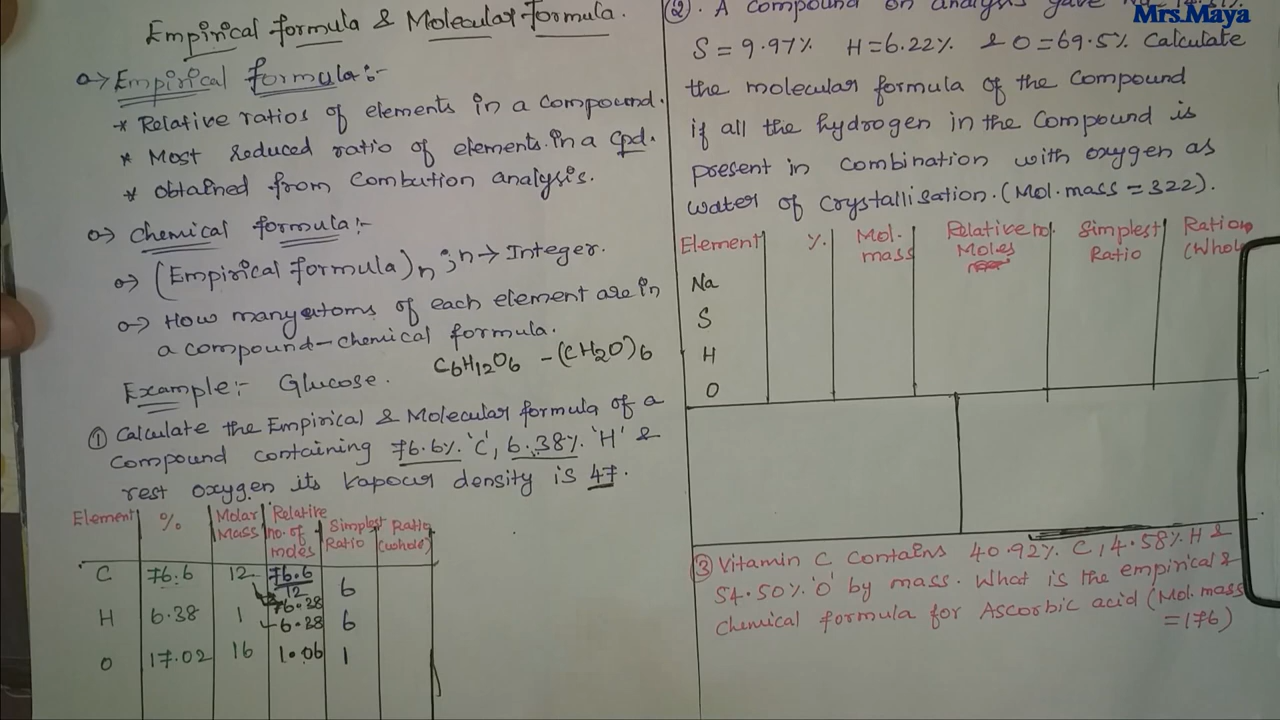 Empirical formula & Molecular formula.
o→ Empirical formula:-
* Relative ratios of elements in a compound.
* Most reduced ratio of elements in a cpd.
* obtained from Combution analysis.
o→ chemical formula:-
o→ (Empirical formula)n ; n → Integer.
o→ How many atoms of each element are in
a compound – chemical formula.
Example:- Glucose. C6H12O6 – (CH2O)6
① Calculate the Empirical & Molecular formula of a
Compound containing 76.6% 'C', 6.38% 'H' &
rest oxygen its vapour density is 47.
Element % Molar Mass Relative no. of moles Simplest Ratio Ratio (whole)
C 76.6 12 76.6/12 6
H 6.38 1 6.28 6
O 17.02 16 1.06 1
Mrs.Maya
②. A compound on analysis gave
S = 9.97% H = 6.22% & O = 69.5% Calculate
the molecular formula of the Compound
if all the hydrogen in the Compound is
present in Combination with oxygen as
water of Crystallisation. (Mol. mass = 322).
Element % Mol. mass Relative no. Moles Simplest Ratio Ratio (Whole
Na
S
H
O
③ Vitamin C contains 40.92% C, 4.58% H &
54.50% 'O' by mass. What is the empirical &
Chemical formula for Ascorbic acid (Mol. mass
= 176)